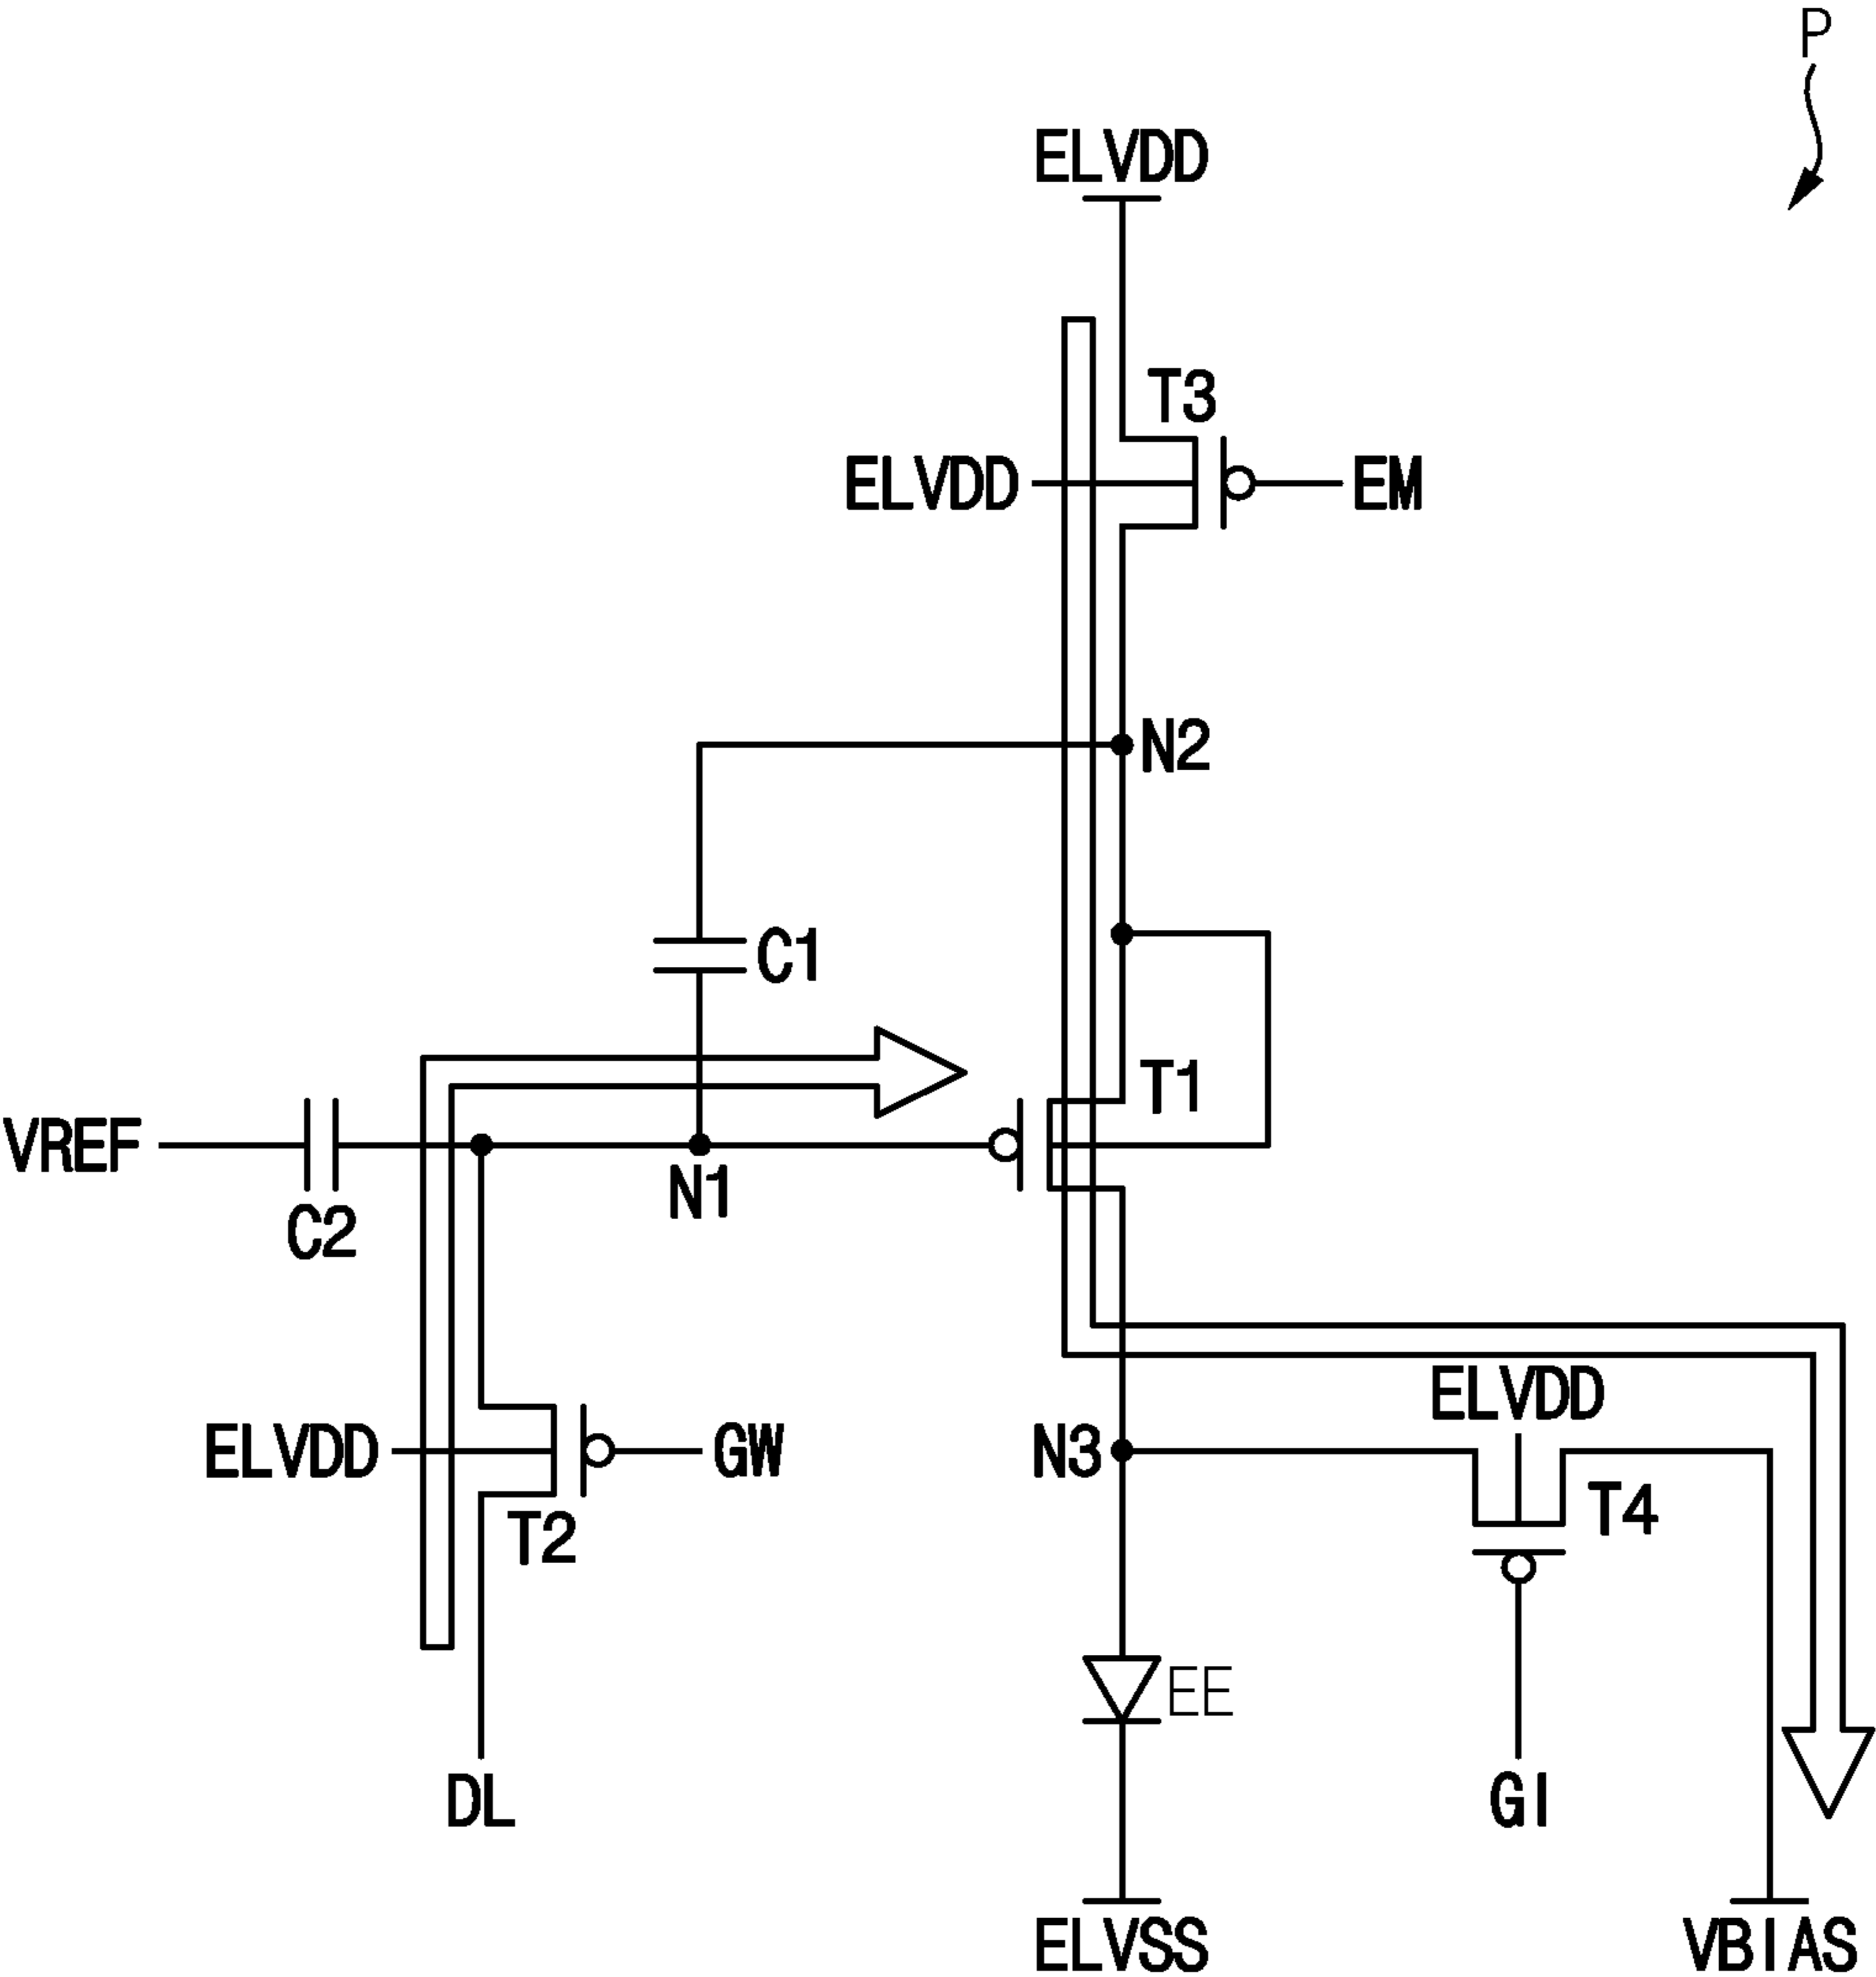 P
ELVDD
T3
ELVDD
EM
N2
C1
T1
VREF
N1
C2
ELVDD
N3
ELVDD
GW
T4
T2
EE
DL
GI
ELVSS
VBIAS